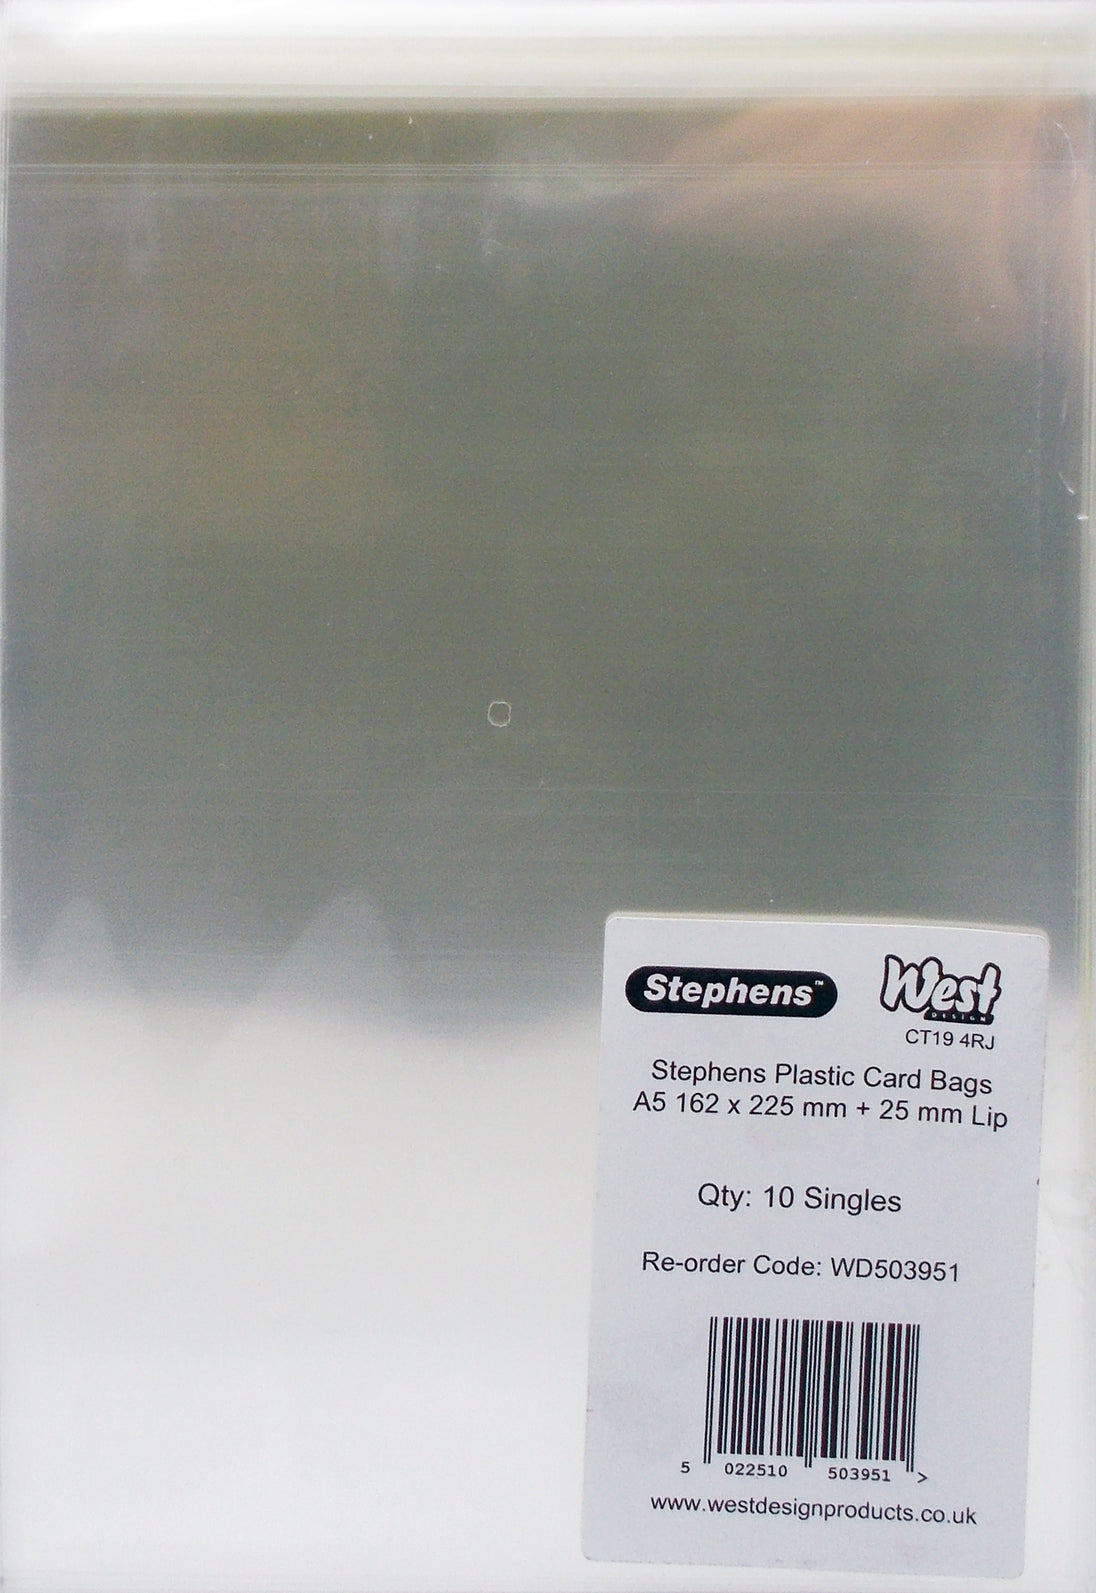 Stephens™
West
DESIGN
CT19 4RJ
Stephens Plastic Card Bags
A5 162 x 225 mm + 25 mm Lip
Qty: 10 Singles
Re-order Code: WD503951
5 022510 503951 >
www.westdesignproducts.co.uk